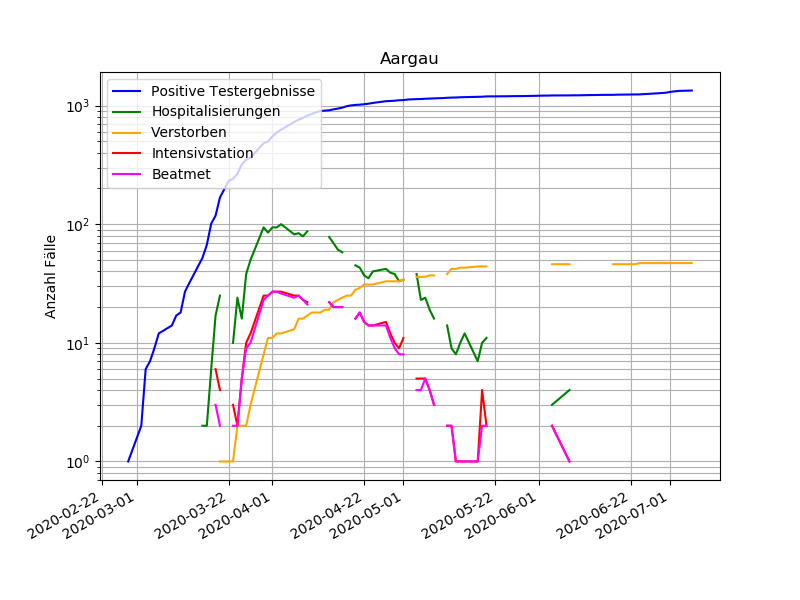 Aargau
Positive Testergebnisse
Hospitalisierungen
Verstorben
Intensivstation
Beatmet
Anzahl Fälle
10³
10²
10¹
10⁰
2020-02-22
2020-03-01
2020-03-22
2020-04-01
2020-04-22
2020-05-01
2020-05-22
2020-06-01
2020-06-22
2020-07-01